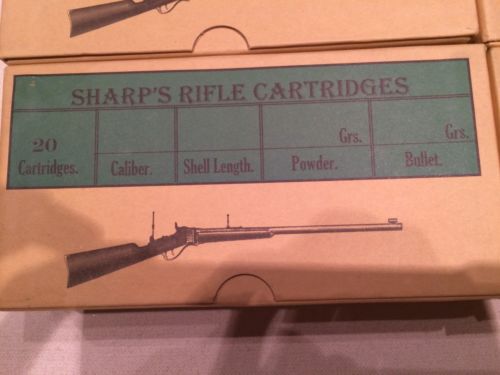 SHARP'S RIFLE CARTRIDGES
20 Grs. Grs.
Cartridges. Caliber. Shell Length. Powder. Bullet.